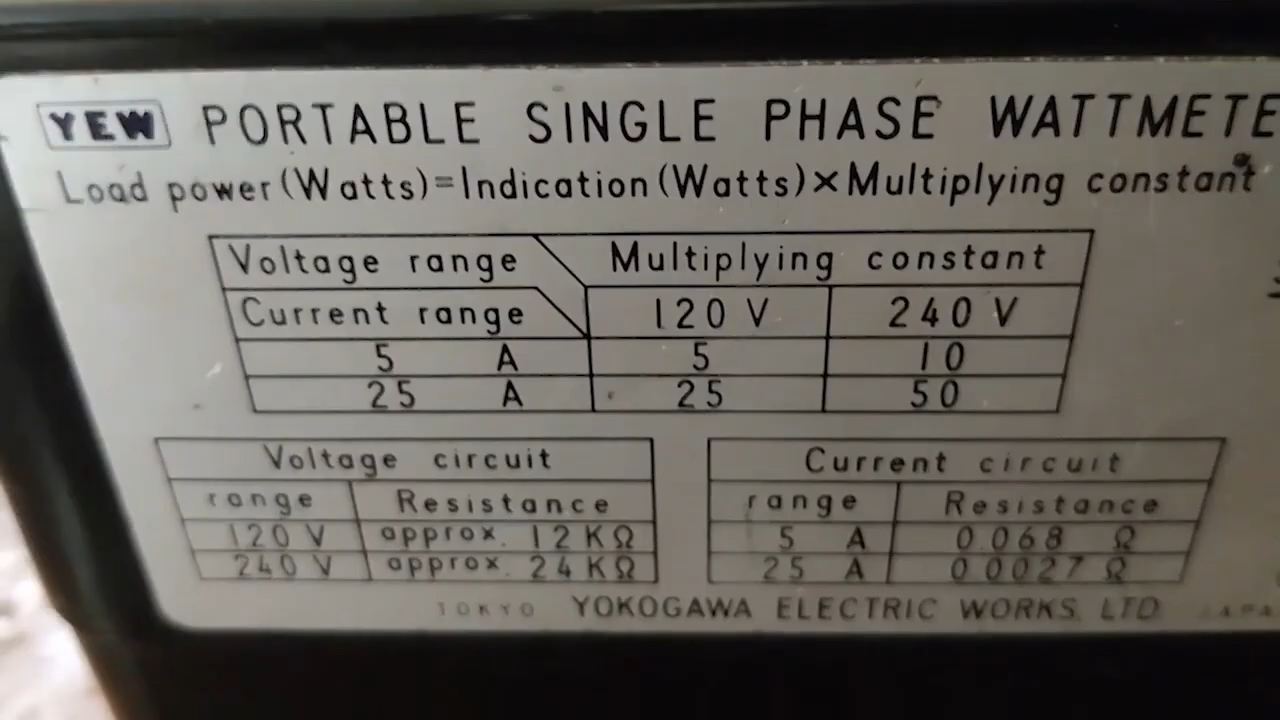 YEW PORTABLE SINGLE PHASE WATTMETE
Load power (Watts)=Indication (Watts)×Multiplying constant
Voltage range Multiplying constant
Current range 120 V 240 V
5 A 5 10
25 A 25 50
Voltage circuit
range Resistance
120 V approx. 12 KΩ
240 V approx. 24 KΩ
Current circuit
range Resistance
5 A 0.068 Ω
25 A 0.0027 Ω
TOKYO YOKOGAWA ELECTRIC WORKS, LTD JAPA